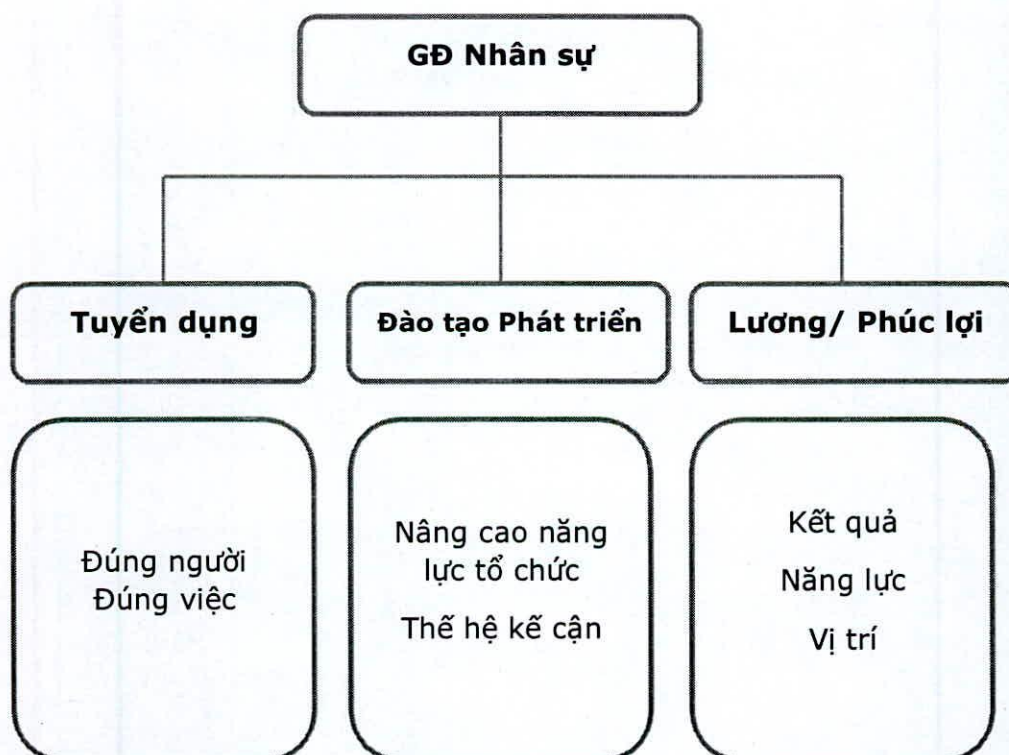 GĐ Nhân sự
Tuyển dụng
Đào tạo Phát triển
Lương/ Phúc lợi
Đúng người
Đúng việc
Nâng cao năng
lực tổ chức
Thế hệ kế cận
Kết quả
Năng lực
Vị trí